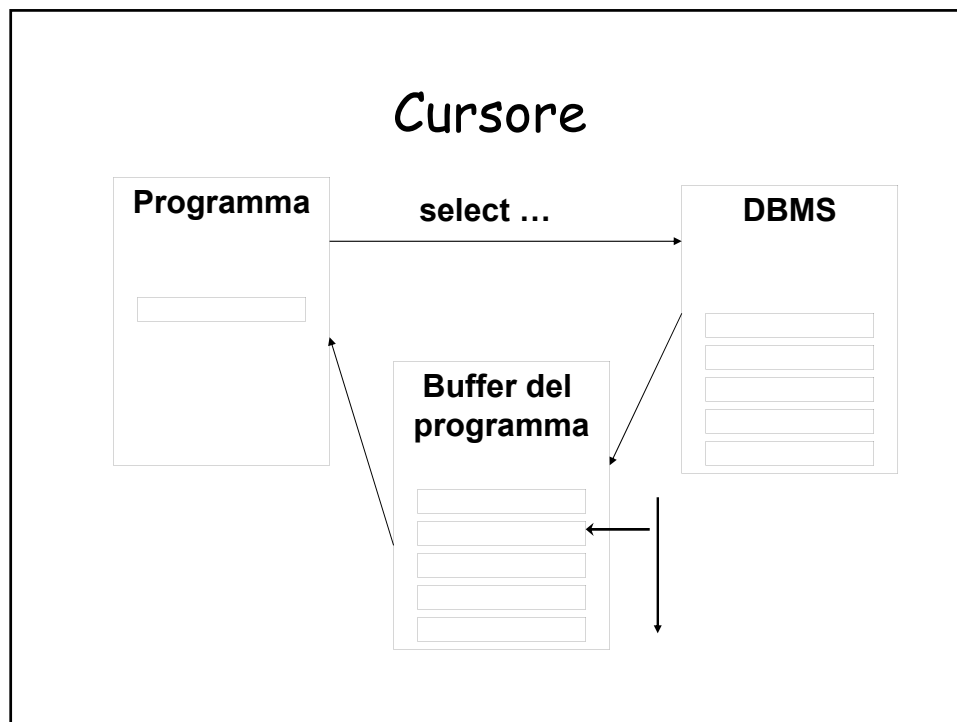 Cursore
Programma
select …
DBMS
Buffer del
programma